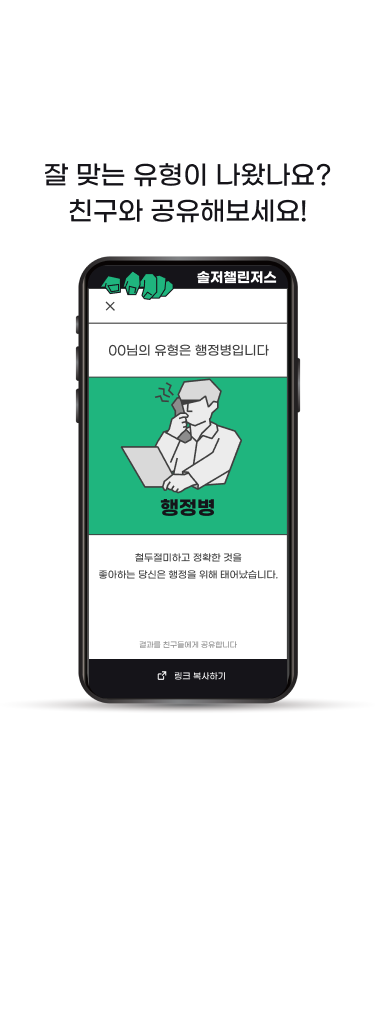 잘 맞는 유형이 나왔나요?
친구와 공유해보세요!
솔저챌린저스
OO님의 유형은 행정병입니다
행정병
철두절미하고 정확한 것을
좋아하는 당신은 행정을 위해 태어났습니다.
결과를 친구들에게 공유합니다
링크 복사하기